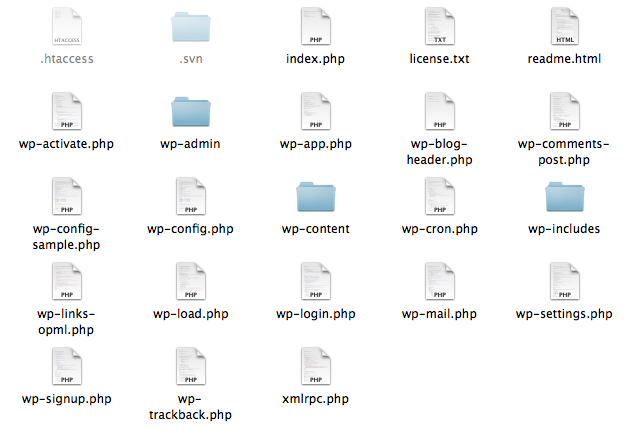 HTACCESS
.htaccess
.svn
PHP
index.php
TXT
license.txt
HTML
readme.html
PHP
wp-activate.php
wp-admin
PHP
wp-app.php
PHP
wp-blog-
header.php
PHP
wp-comments-
post.php
PHP
wp-config-
sample.php
PHP
wp-config.php
wp-content
PHP
wp-cron.php
wp-includes
PHP
wp-links-
opml.php
PHP
wp-load.php
PHP
wp-login.php
PHP
wp-mail.php
PHP
wp-settings.php
PHP
wp-signup.php
PHP
wp-
trackback.php
PHP
xmlrpc.php